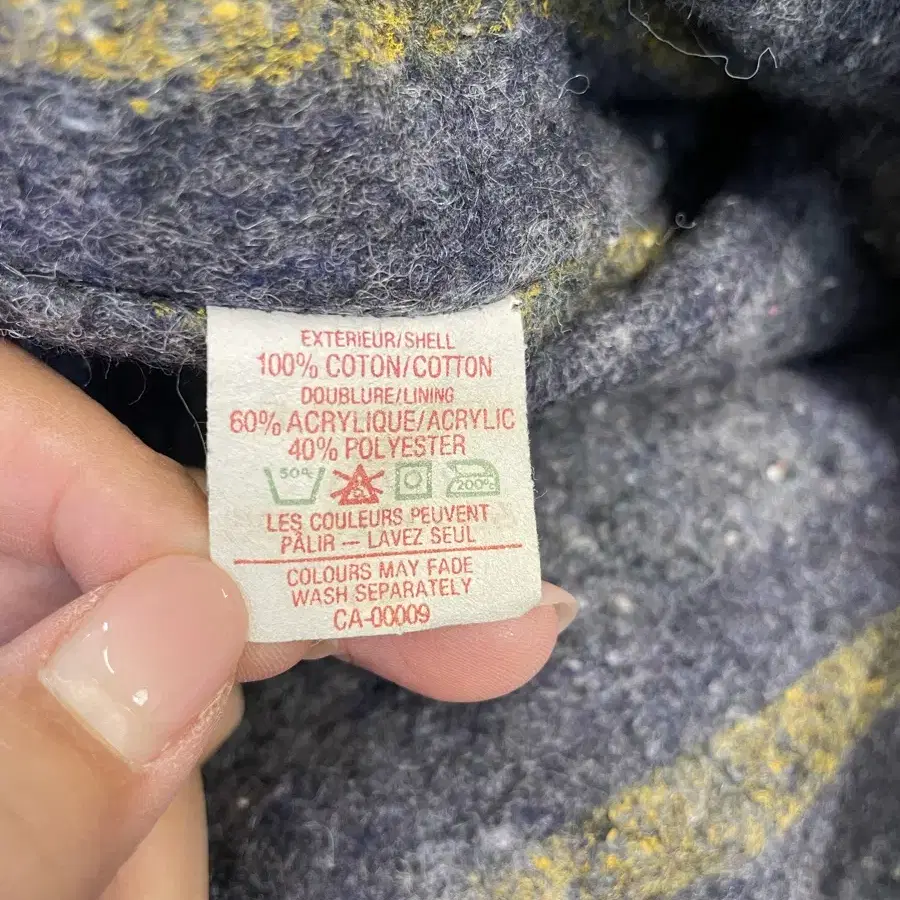 EXTÉRIEUR/SHELL
100% COTON/COTTON
DOUBLURE/LINING
60% ACRYLIQUE/ACRYLIC
40% POLYESTER
50° 200°c
LES COULEURS PEUVENT
PÂLIR — LAVEZ SEUL
COLOURS MAY FADE
WASH SEPARATELY
CA-00009